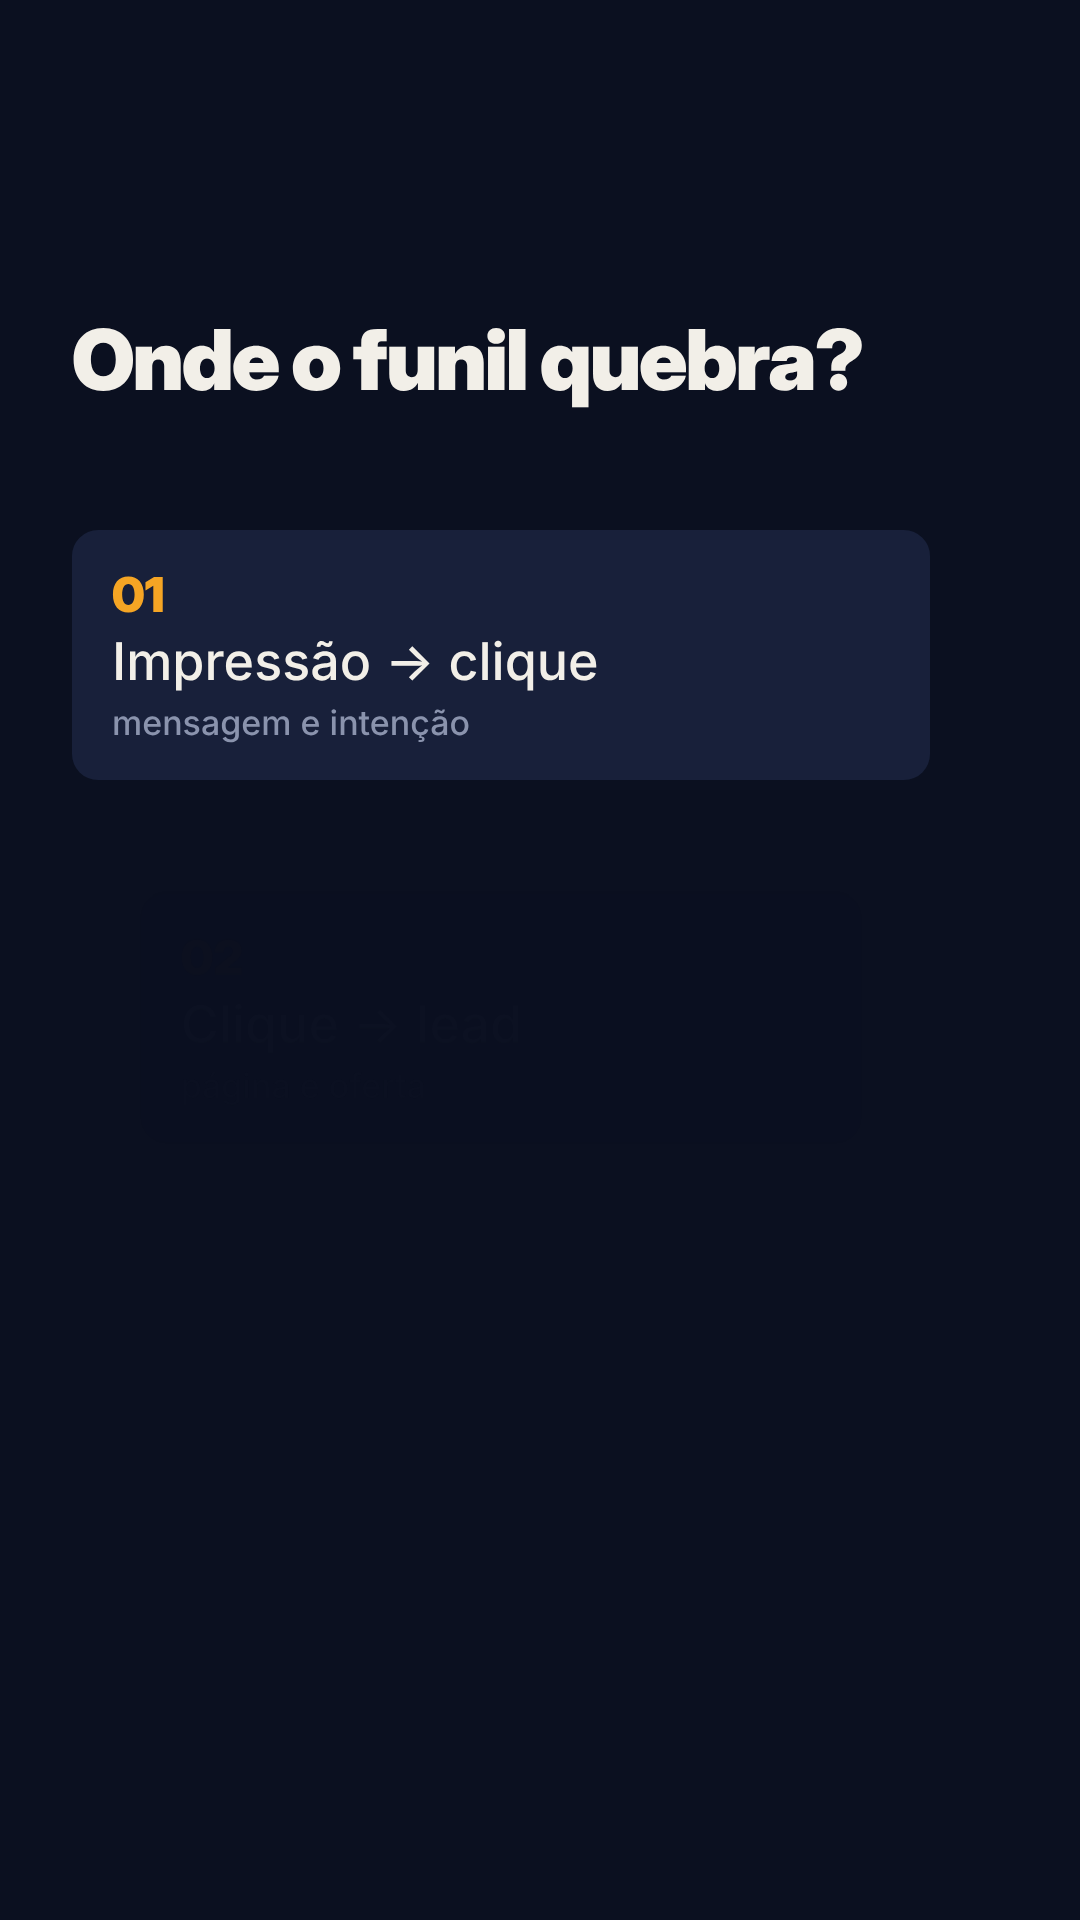 Onde o funil quebra?
01
Impressão → clique
mensagem e intenção
02
Clique → lead